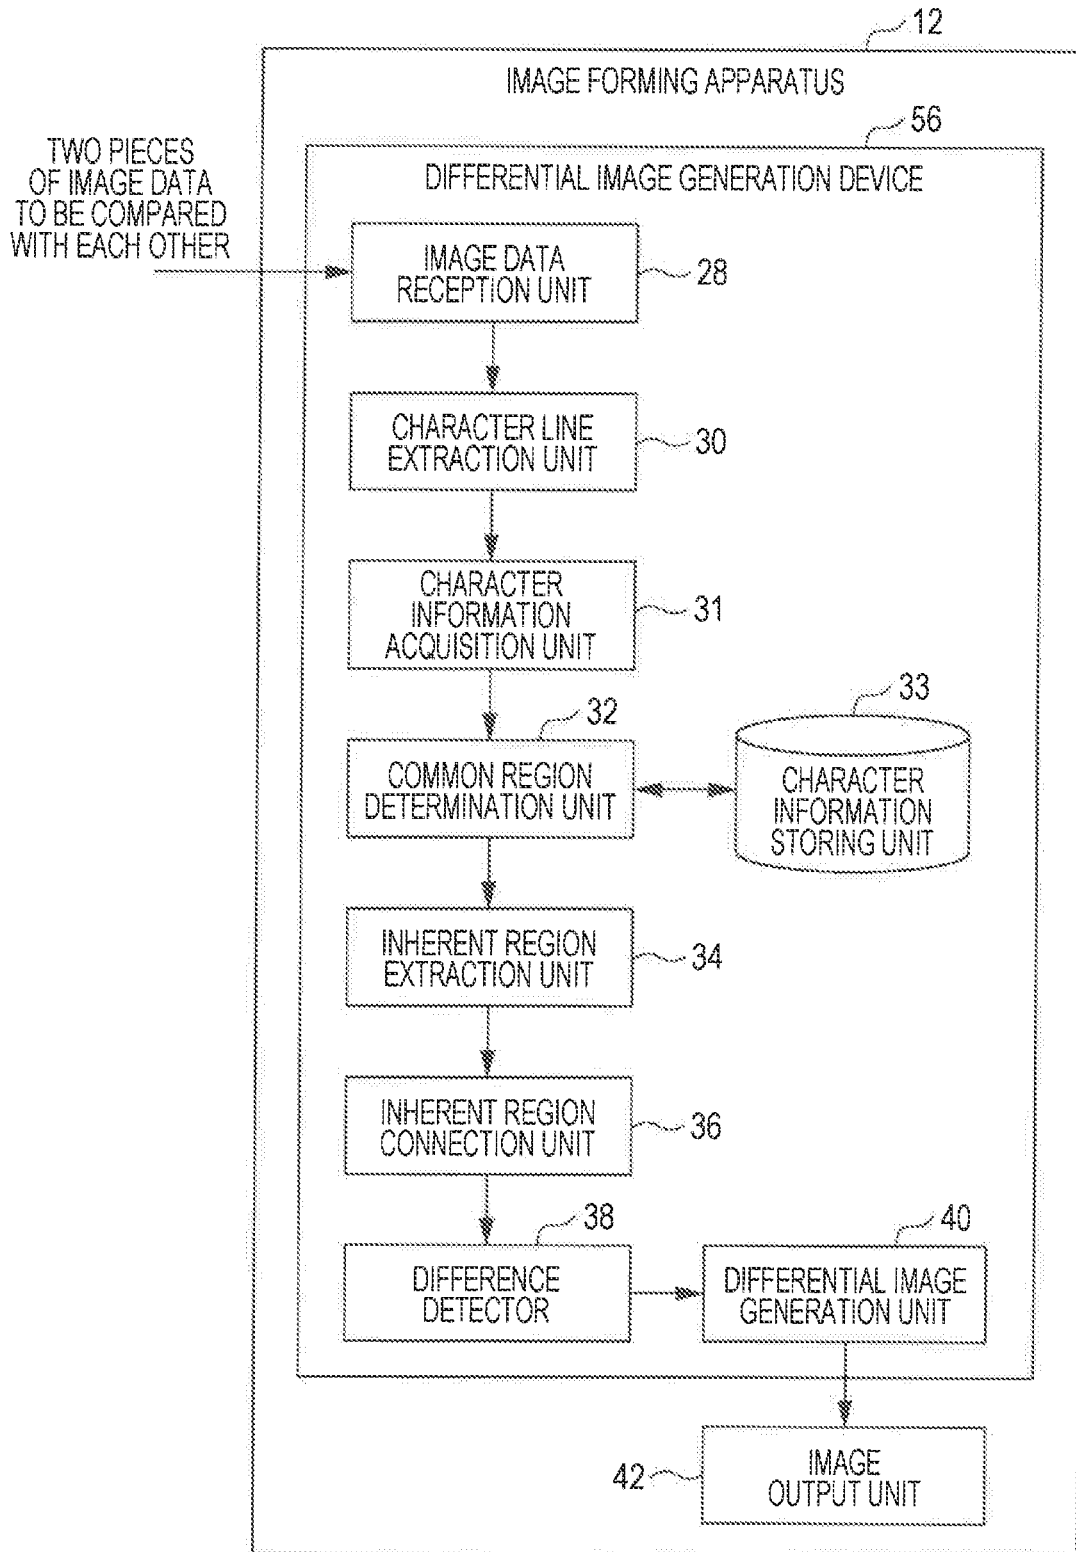 12
IMAGE FORMING APPARATUS
56
DIFFERENTIAL IMAGE GENERATION DEVICE
TWO PIECES
OF IMAGE DATA
TO BE COMPARED
WITH EACH OTHER
IMAGE DATA
RECEPTION UNIT
28
CHARACTER LINE
EXTRACTION UNIT
30
CHARACTER
INFORMATION
ACQUISITION UNIT
31
32
COMMON REGION
DETERMINATION UNIT
33
CHARACTER
INFORMATION
STORING UNIT
INHERENT REGION
EXTRACTION UNIT
34
INHERENT REGION
CONNECTION UNIT
36
38
DIFFERENCE
DETECTOR
40
DIFFERENTIAL IMAGE
GENERATION UNIT
42
IMAGE
OUTPUT UNIT